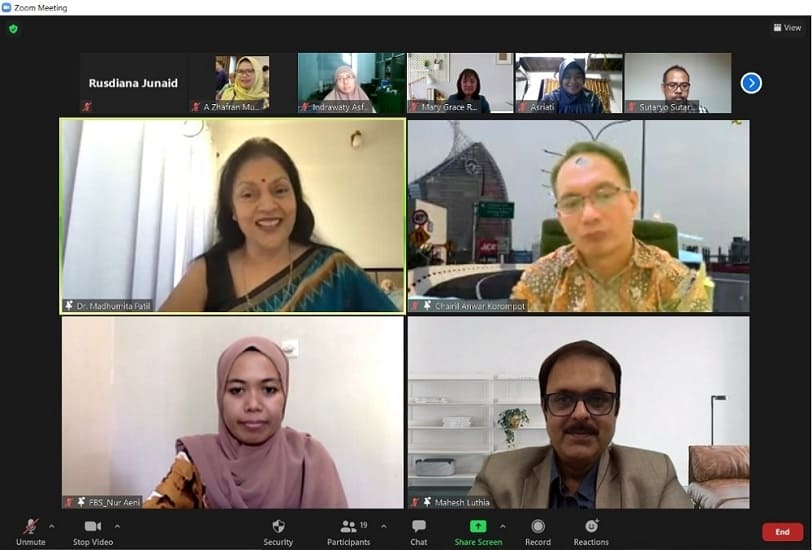 Zoom Meeting
View
Rusdiana Junaid
A Zhafran Mu...
Indrawaty Asf...
Mary Grace R...
Asriati
Sutaryo Sutar...
Dr. Madhumita Patil
Chairil Anwar Korompot
ACE
FBS_Nur Aeni
Mahesh Luthia
Unmute
Stop Video
Security
Participants
19
Chat
Share Screen
Record
Reactions
End